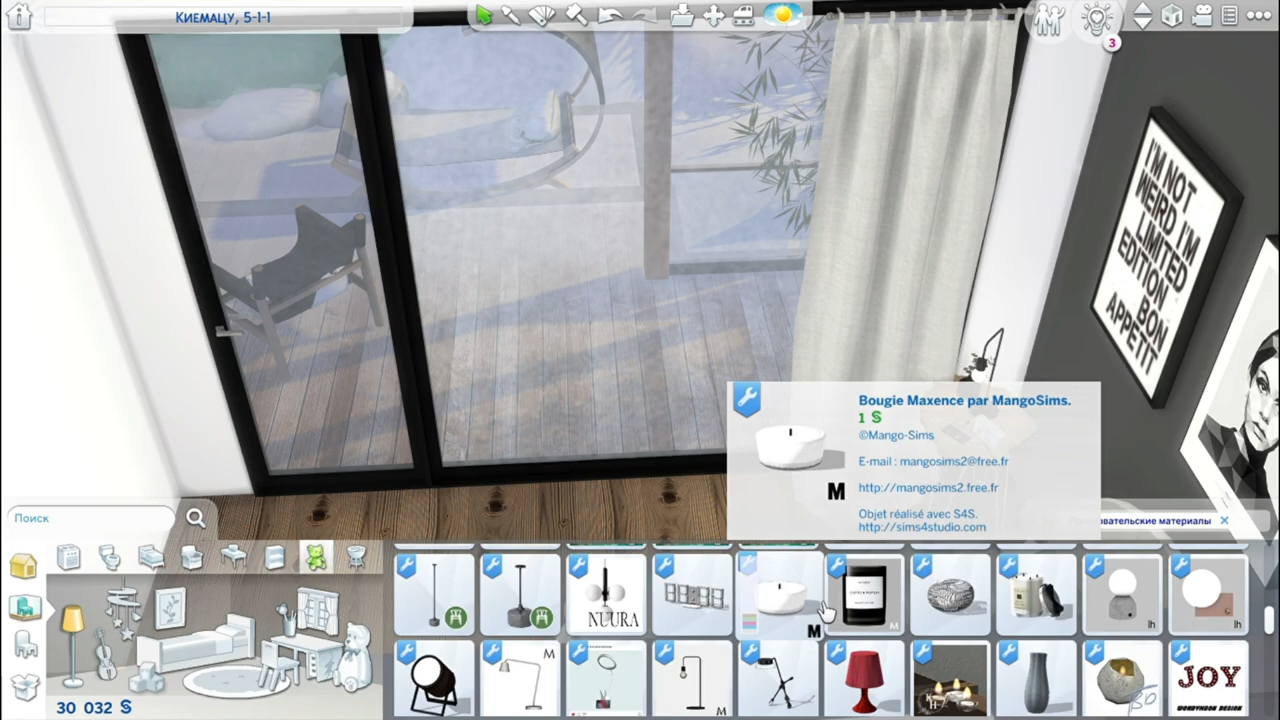 Киемацу, 5-1-1
3
I'M NOT
WEIRD I'M
LIMITED
EDITION
BON
APPETIT
Bougie Maxence par MangoSims.
1 §
©Mango-Sims
E-mail : mangosims2@free.fr
M
http://mangosims2.free.fr
Objet réalisé avec S4S.
http://sims4studio.com
Поиск
материалы
NUURA
M
M
lh
lh
M
M
JOY
WONDYMOON DESIGN
30 032 §